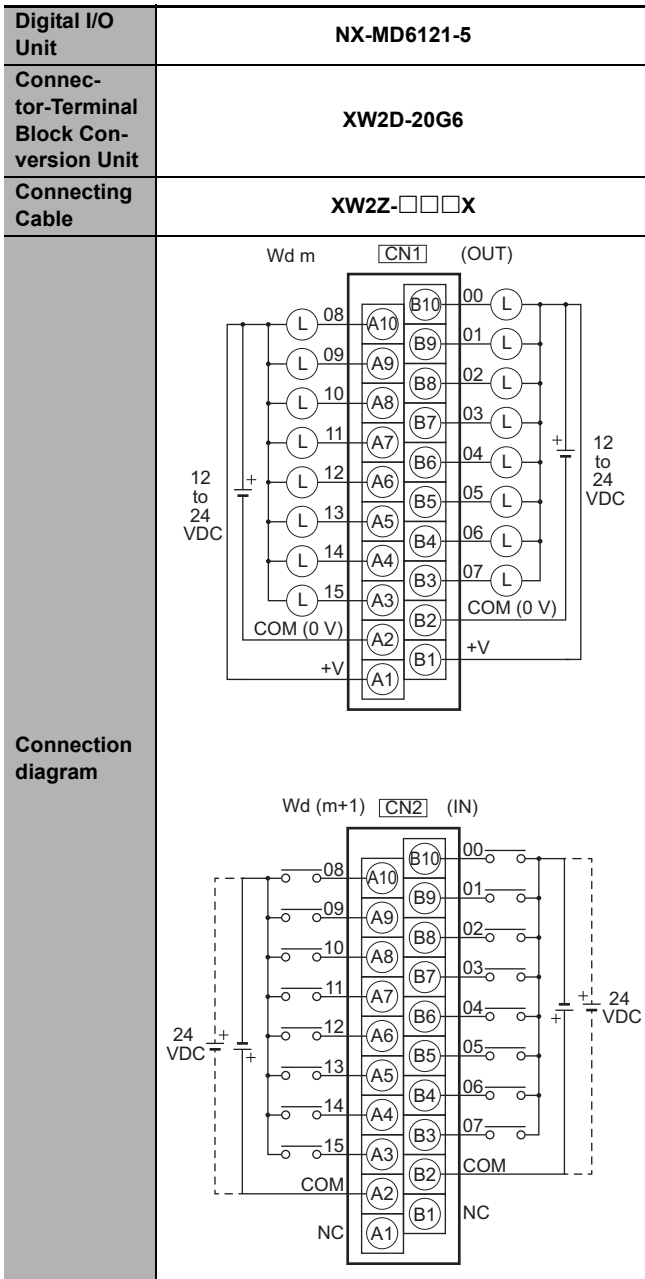 Digital I/O
Unit
NX-MD6121-5
Connec-
tor-Terminal
Block Con-
version Unit
XW2D-20G6
Connecting
Cable
XW2Z-□□□X
Connection
diagram
Wd m CN1 (OUT)
B10 00 L
L 08 A10
B9 01 L
L 09 A9
B8 02 L
L 10 A8
B7 03 L
L 11 A7
B6 04 L
L 12 A6
B5 05 L
L 13 A5
B4 06 L
L 14 A4
B3 07 L
L 15 A3
B2 COM (0 V)
COM (0 V) A2
B1 +V
+V A1
12
to
24
VDC
+
+
12
to
24
VDC
Wd (m+1) CN2 (IN)
B10 00
08 A10
B9 01
09 A9
B8 02
10 A8
B7 03
11 A7
B6 04
12 A6
B5 05
13 A5
B4 06
14 A4
B3 07
15 A3
B2 COM
COM A2
B1 NC
NC A1
24
VDC
+
+
+
+
24
VDC